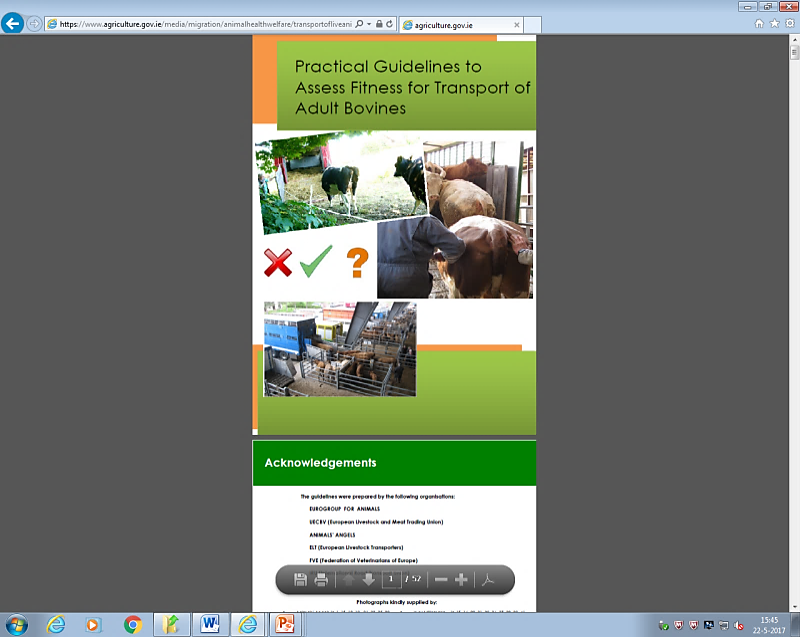 https://www.agriculture.gov.ie/media/migration/animalhealthwelfare/transportofliveani
agriculture.gov.ie
Practical Guidelines to
Assess Fitness for Transport of
Adult Bovines
?
Acknowledgements
The guidelines were prepared by the following organisations:
EUROGROUP FOR ANIMALS
UECBV (European Livestock and Meat Trading Union)
ANIMALS' ANGELS
ELT (European Livestock Transporters)
FVE (Federation of Veterinarians of Europe)
1 / 52
Photographs kindly supplied by:
15:45
22-5-2017